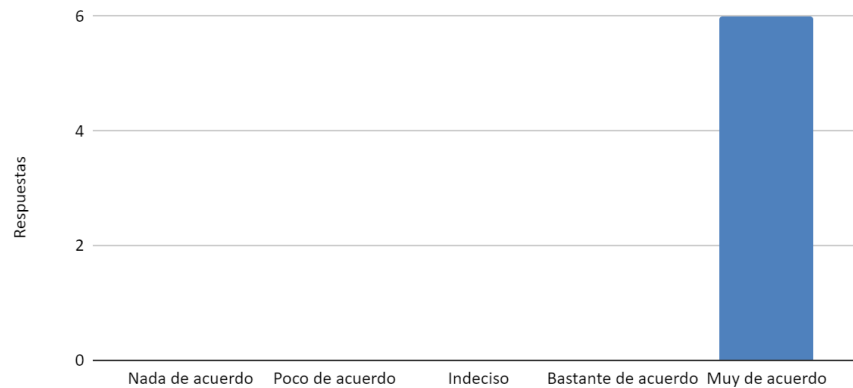 6
4
2
0
Respuestas
Nada de acuerdo
Poco de acuerdo
Indeciso
Bastante de acuerdo
Muy de acuerdo